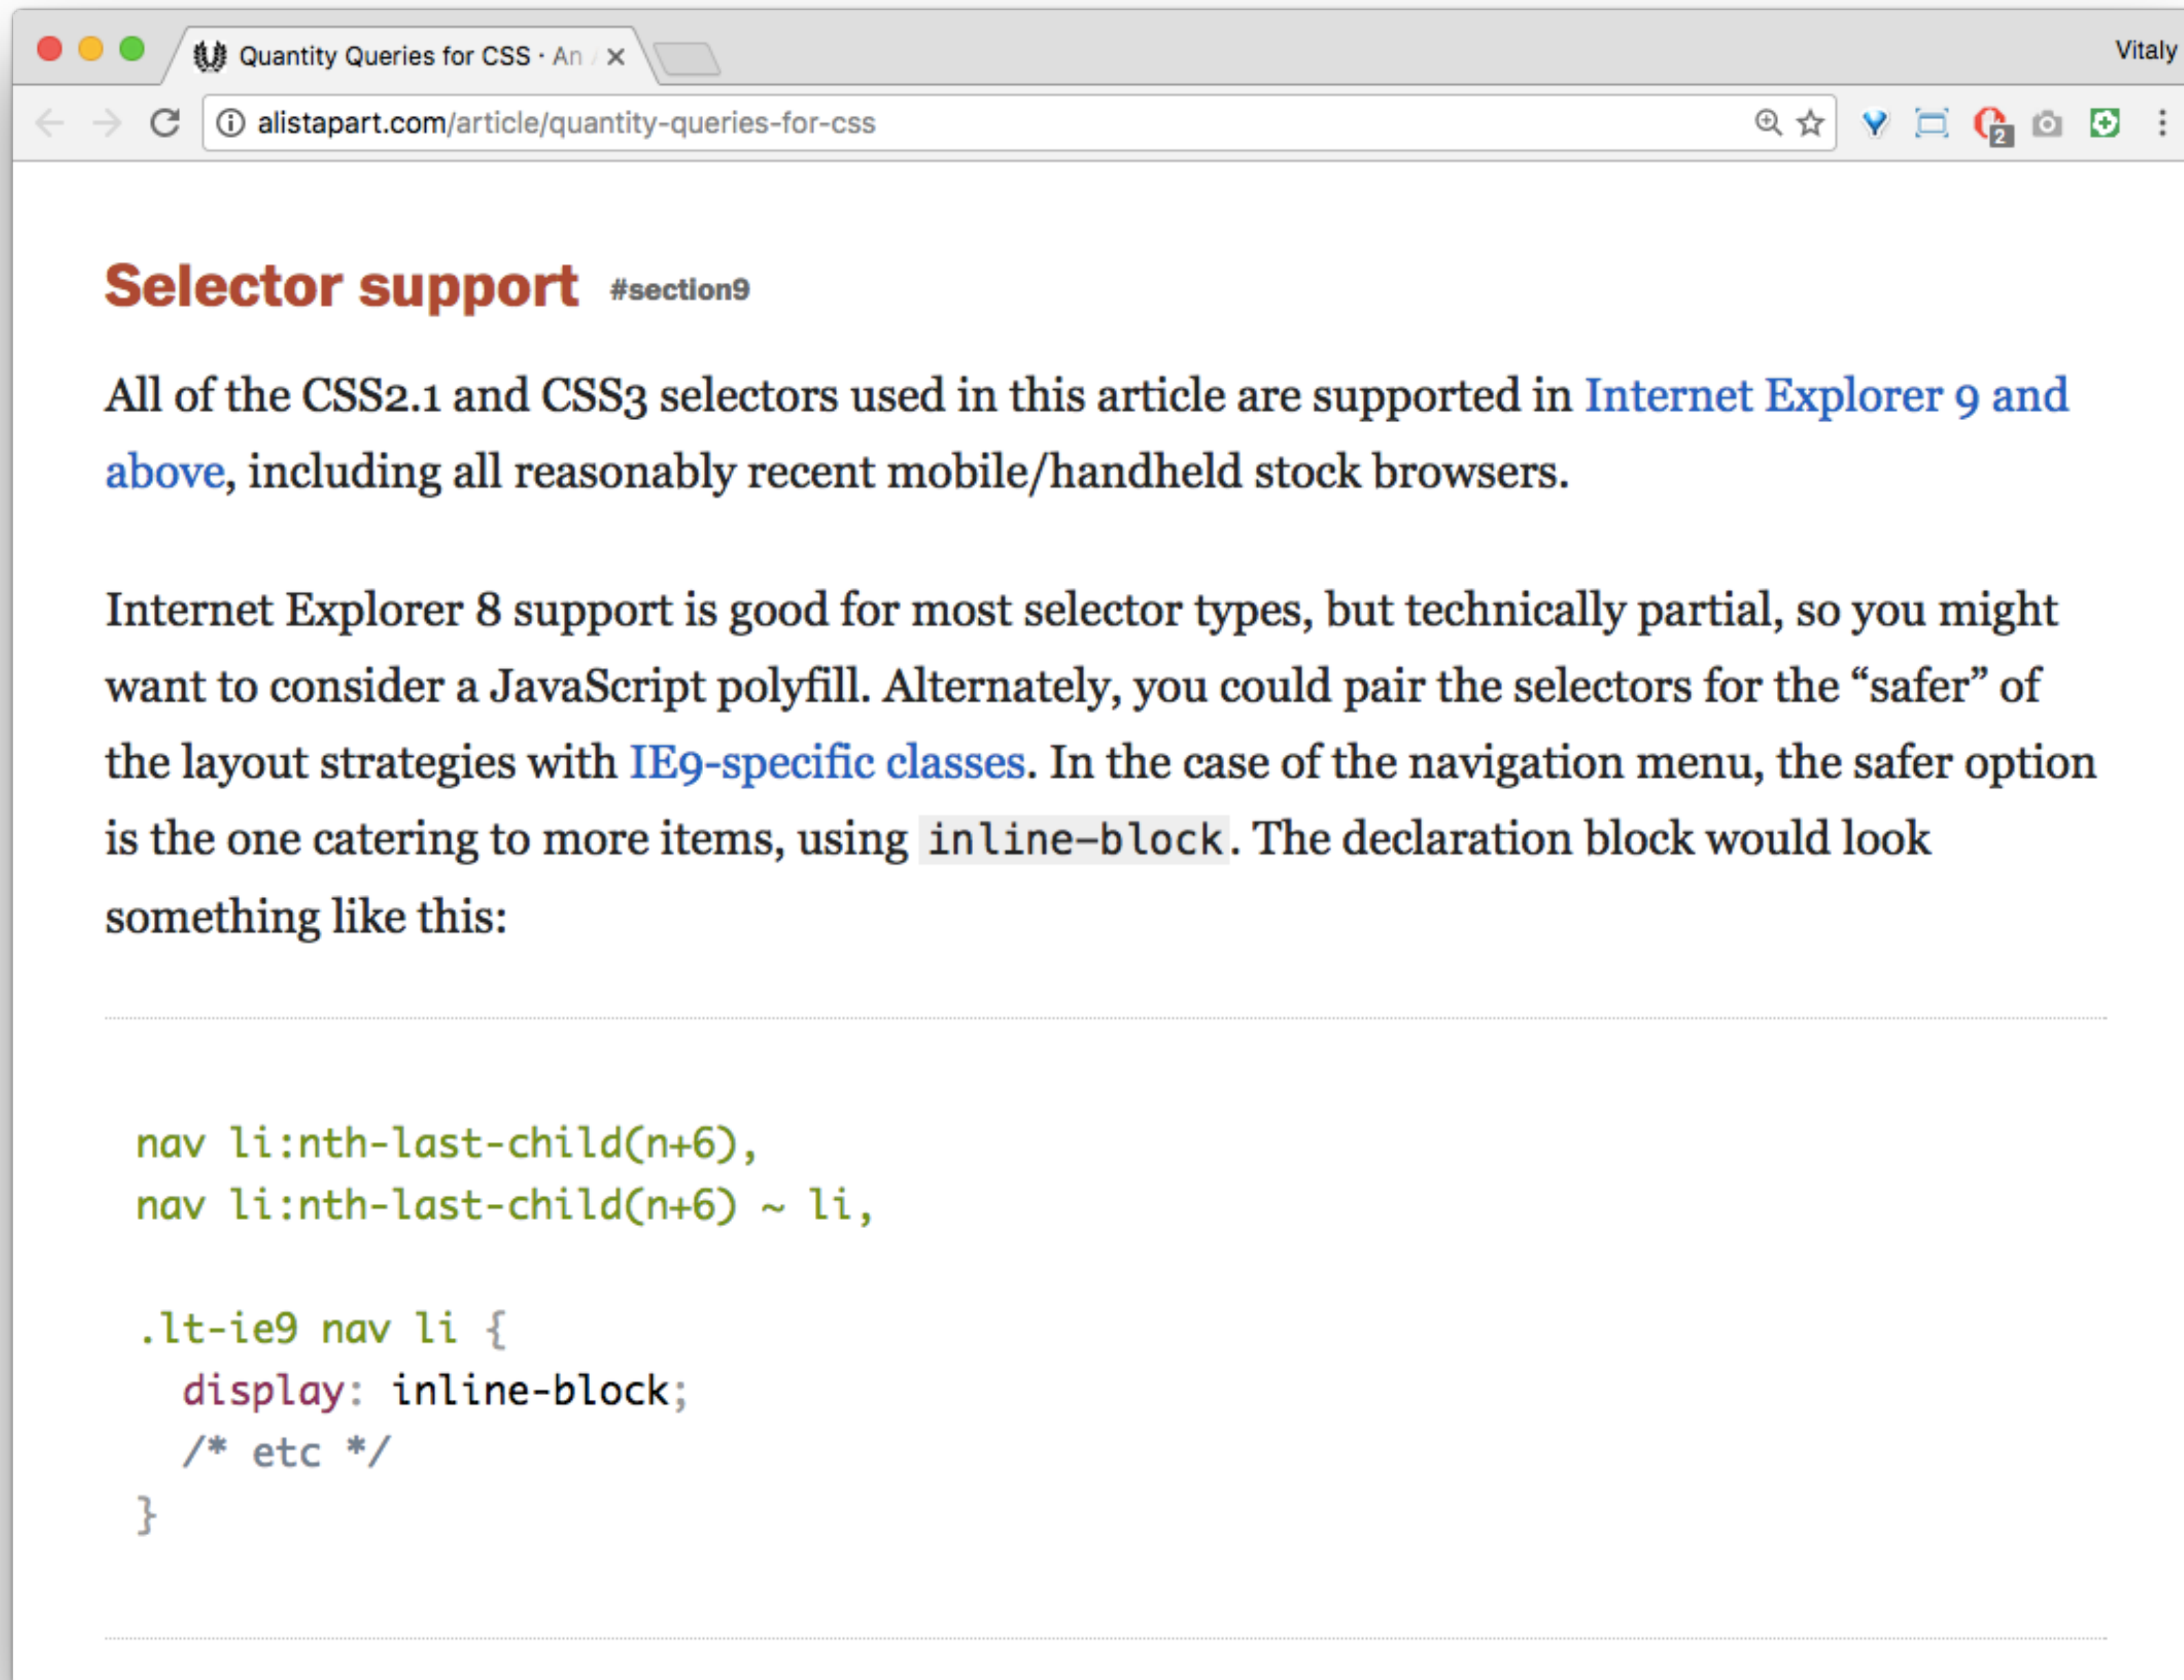 Quantity Queries for CSS · An
Vitaly
alistapart.com/article/quantity-queries-for-css
2
Selector support #section9
All of the CSS2.1 and CSS3 selectors used in this article are supported in Internet Explorer 9 and
above, including all reasonably recent mobile/handheld stock browsers.
Internet Explorer 8 support is good for most selector types, but technically partial, so you might
want to consider a JavaScript polyfill. Alternately, you could pair the selectors for the “safer” of
the layout strategies with IE9-specific classes. In the case of the navigation menu, the safer option
is the one catering to more items, using inline-block. The declaration block would look
something like this:
nav li:nth-last-child(n+6),
nav li:nth-last-child(n+6) ~ li,
.lt-ie9 nav li {
display: inline-block;
/* etc */
}